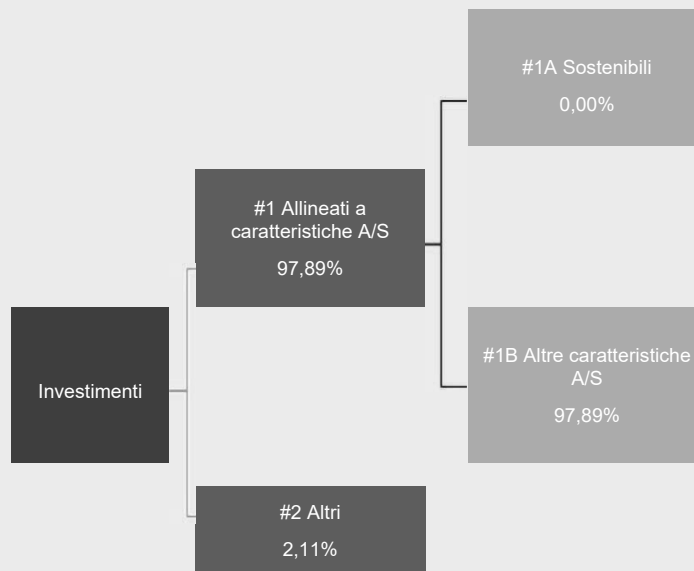 #1A Sostenibili
0,00%
#1 Allineati a
caratteristiche A/S
97,89%
#1B Altre caratteristiche
A/S
97,89%
Investimenti
#2 Altri
2,11%